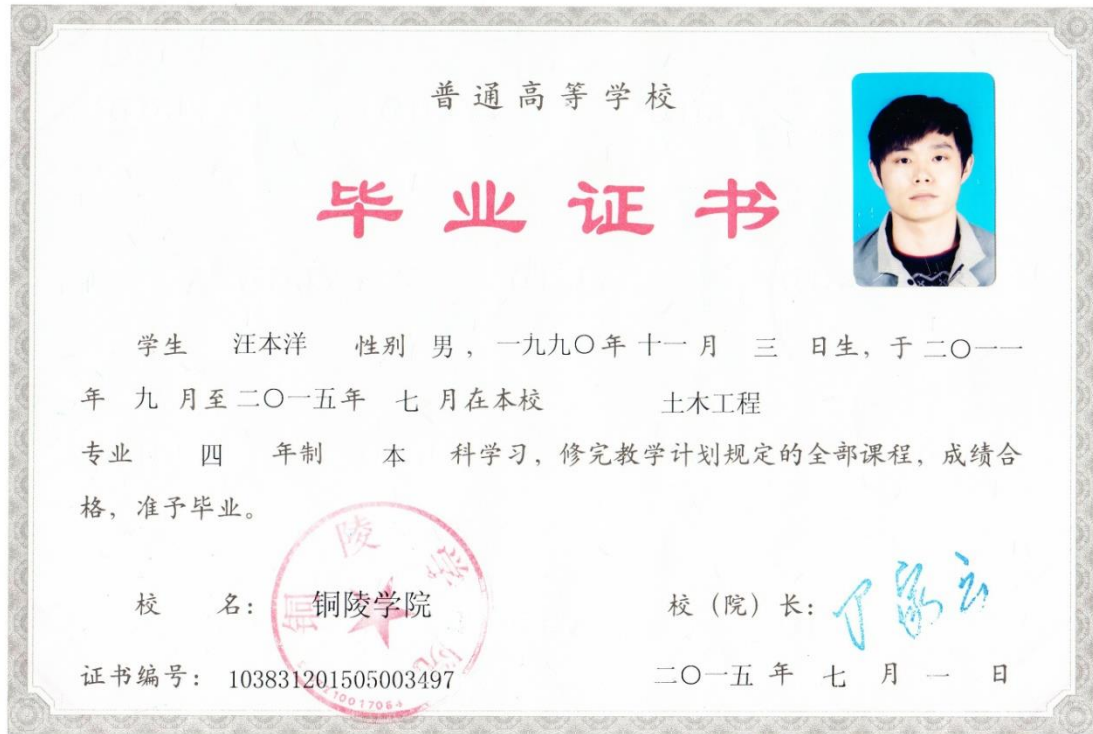 普通高等学校
毕业证书
学生 汪本洋 性别 男，一九九〇年 十一 月 三 日生，于 二〇一一
年 九 月至 二〇一五年 七 月在本校 土木工程
专业 四 年制 本 科学习，修完教学计划规定的全部课程，成绩合
格，准予毕业。
校 名： 铜陵学院 校（院）长：
铜陵学院
证书编号： 103831201505003497 二〇一五 年 七 月 一 日